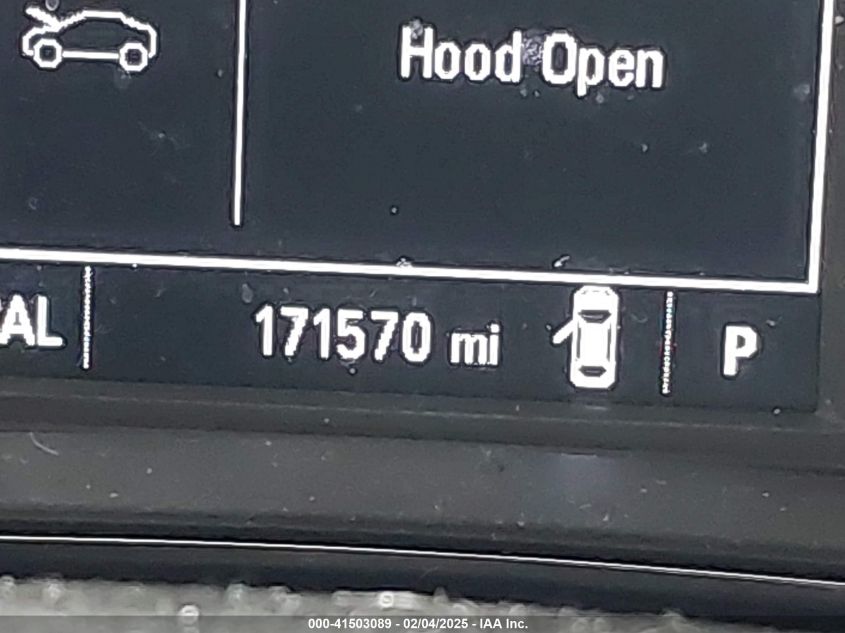 Hood Open
AL
171570 mi
P
000-41503089 - 02/04/2025 - IAA Inc.